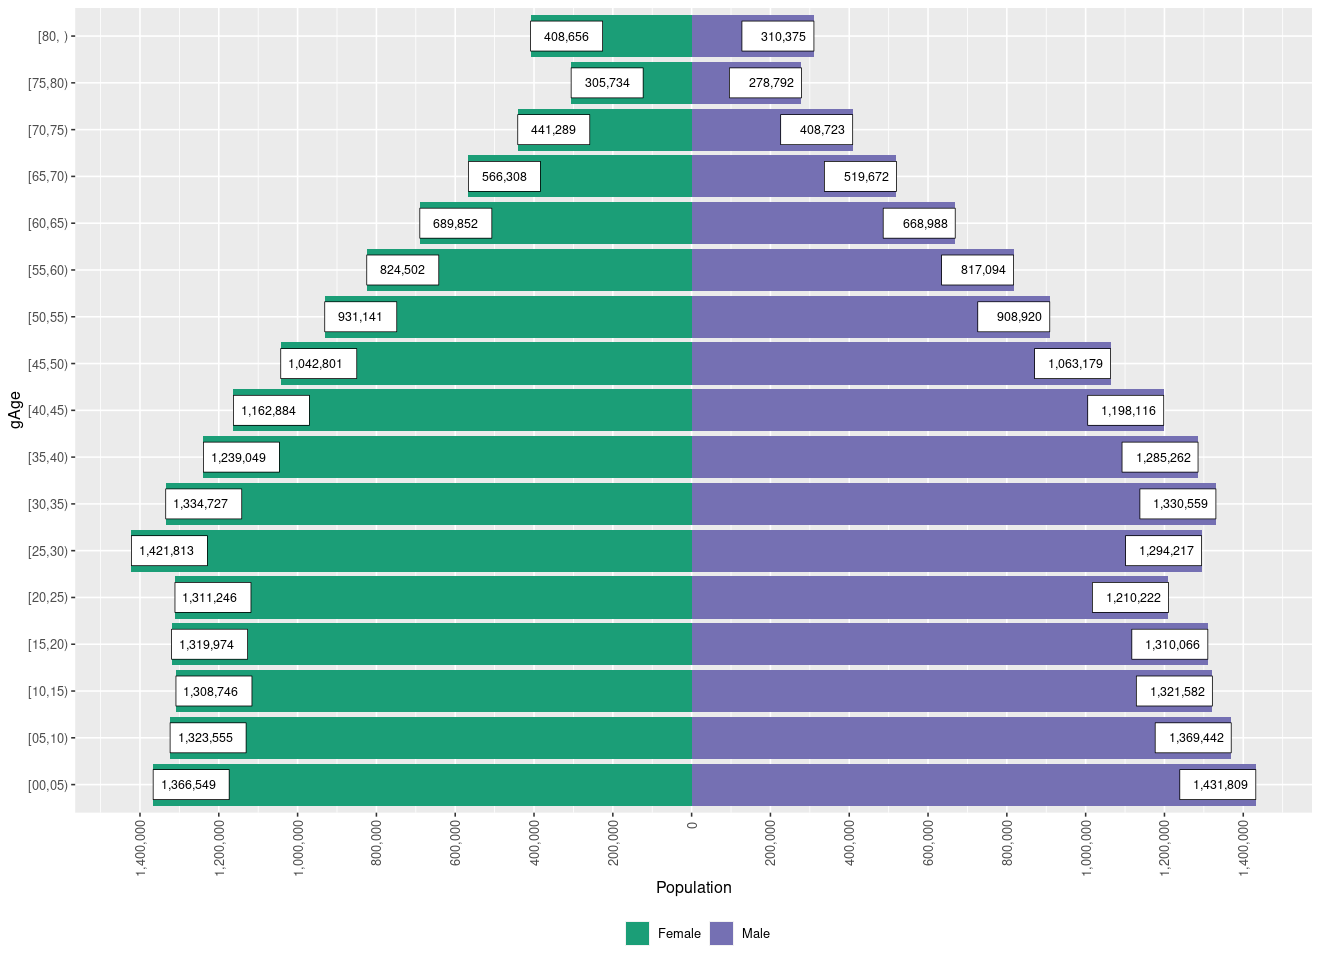 [80, ) 408,656 310,375
[75,80) 305,734 278,792
[70,75) 441,289 408,723
[65,70) 566,308 519,672
[60,65) 689,852 668,988
[55,60) 824,502 817,094
[50,55) 931,141 908,920
[45,50) 1,042,801 1,063,179
gAge
[40,45) 1,162,884 1,198,116
[35,40) 1,239,049 1,285,262
[30,35) 1,334,727 1,330,559
[25,30) 1,421,813 1,294,217
[20,25) 1,311,246 1,210,222
[15,20) 1,319,974 1,310,066
[10,15) 1,308,746 1,321,582
[05,10) 1,323,555 1,369,442
[00,05) 1,366,549 1,431,809
1,400,000 1,200,000 1,000,000 800,000 600,000 400,000 200,000 0 200,000 400,000 600,000 800,000 1,000,000 1,200,000 1,400,000
Population
Female Male